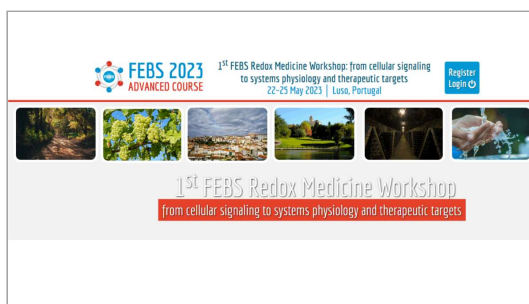 FEBS 2023
ADVANCED COURSE
1st FEBS Redox Medicine Workshop: from cellular signaling
to systems physiology and therapeutic targets
22-25 May 2023 | Luso, Portugal
Register
Login
1st FEBS Redox Medicine Workshop
from cellular signaling to systems physiology and therapeutic targets